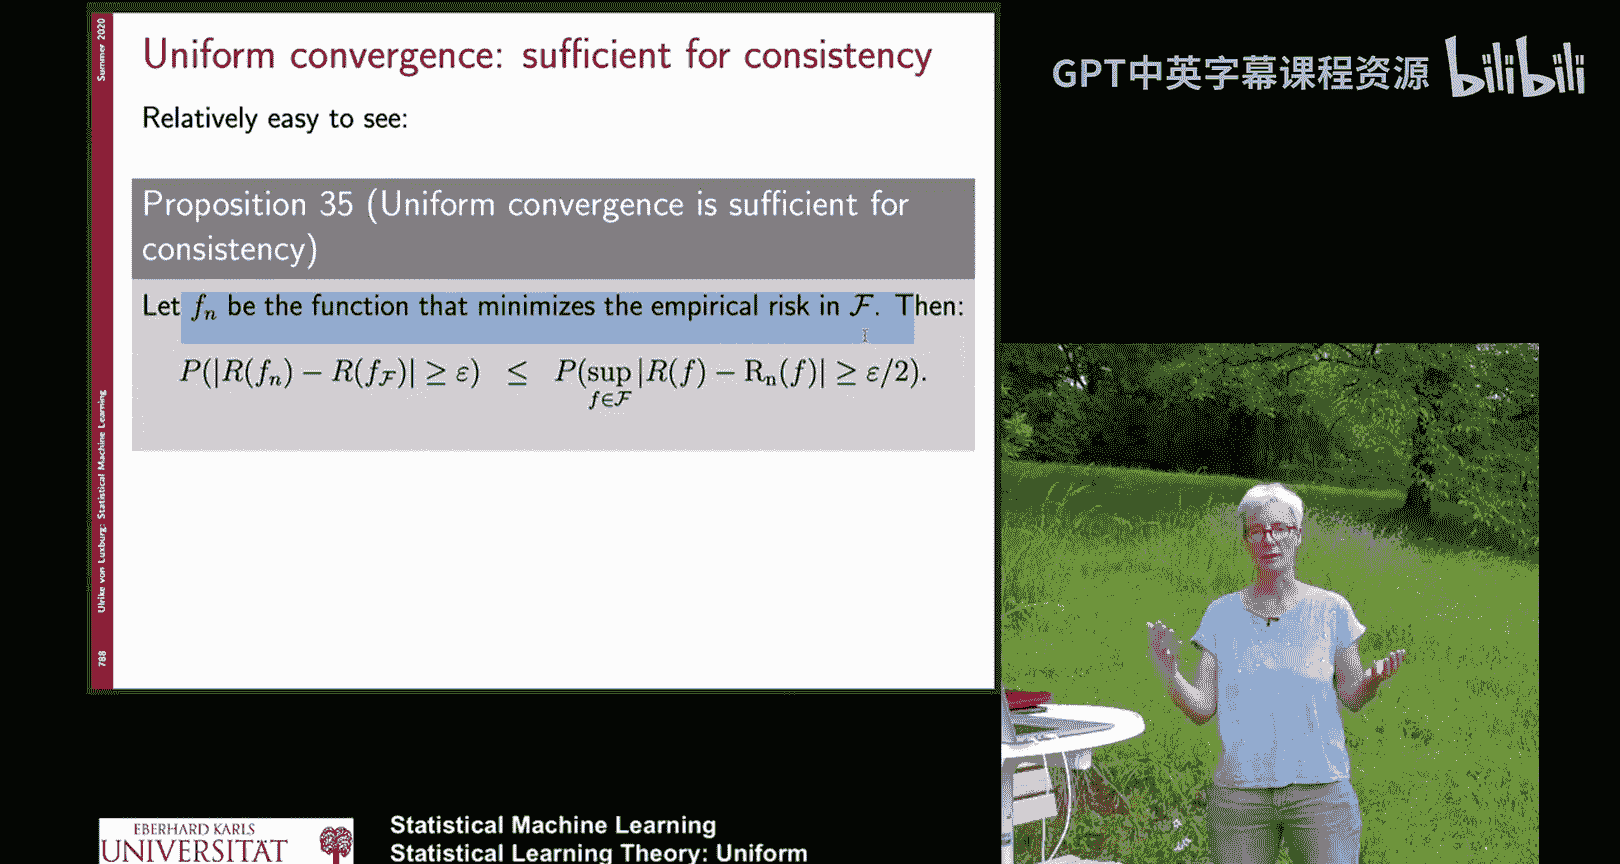 Uniform convergence: sufficient for consistency
Relatively easy to see:
Proposition 35 (Uniform convergence is sufficient for
consistency)
Let fₙ be the function that minimizes the empirical risk in ℱ. Then:
P(|R(fₙ) − R(f_ℱ)| ≥ ε) ≤ P(sup_{f∈ℱ} |R(f) − Rₙ(f)| ≥ ε/2).
Summer 2020
Ulrike von Luxburg: Statistical Machine Learning
788
GPT中英字幕课程资源
bilibili
EBERHARD KARLS
UNIVERSITÄT
Statistical Machine Learning
Statistical Learning Theory: Uniform